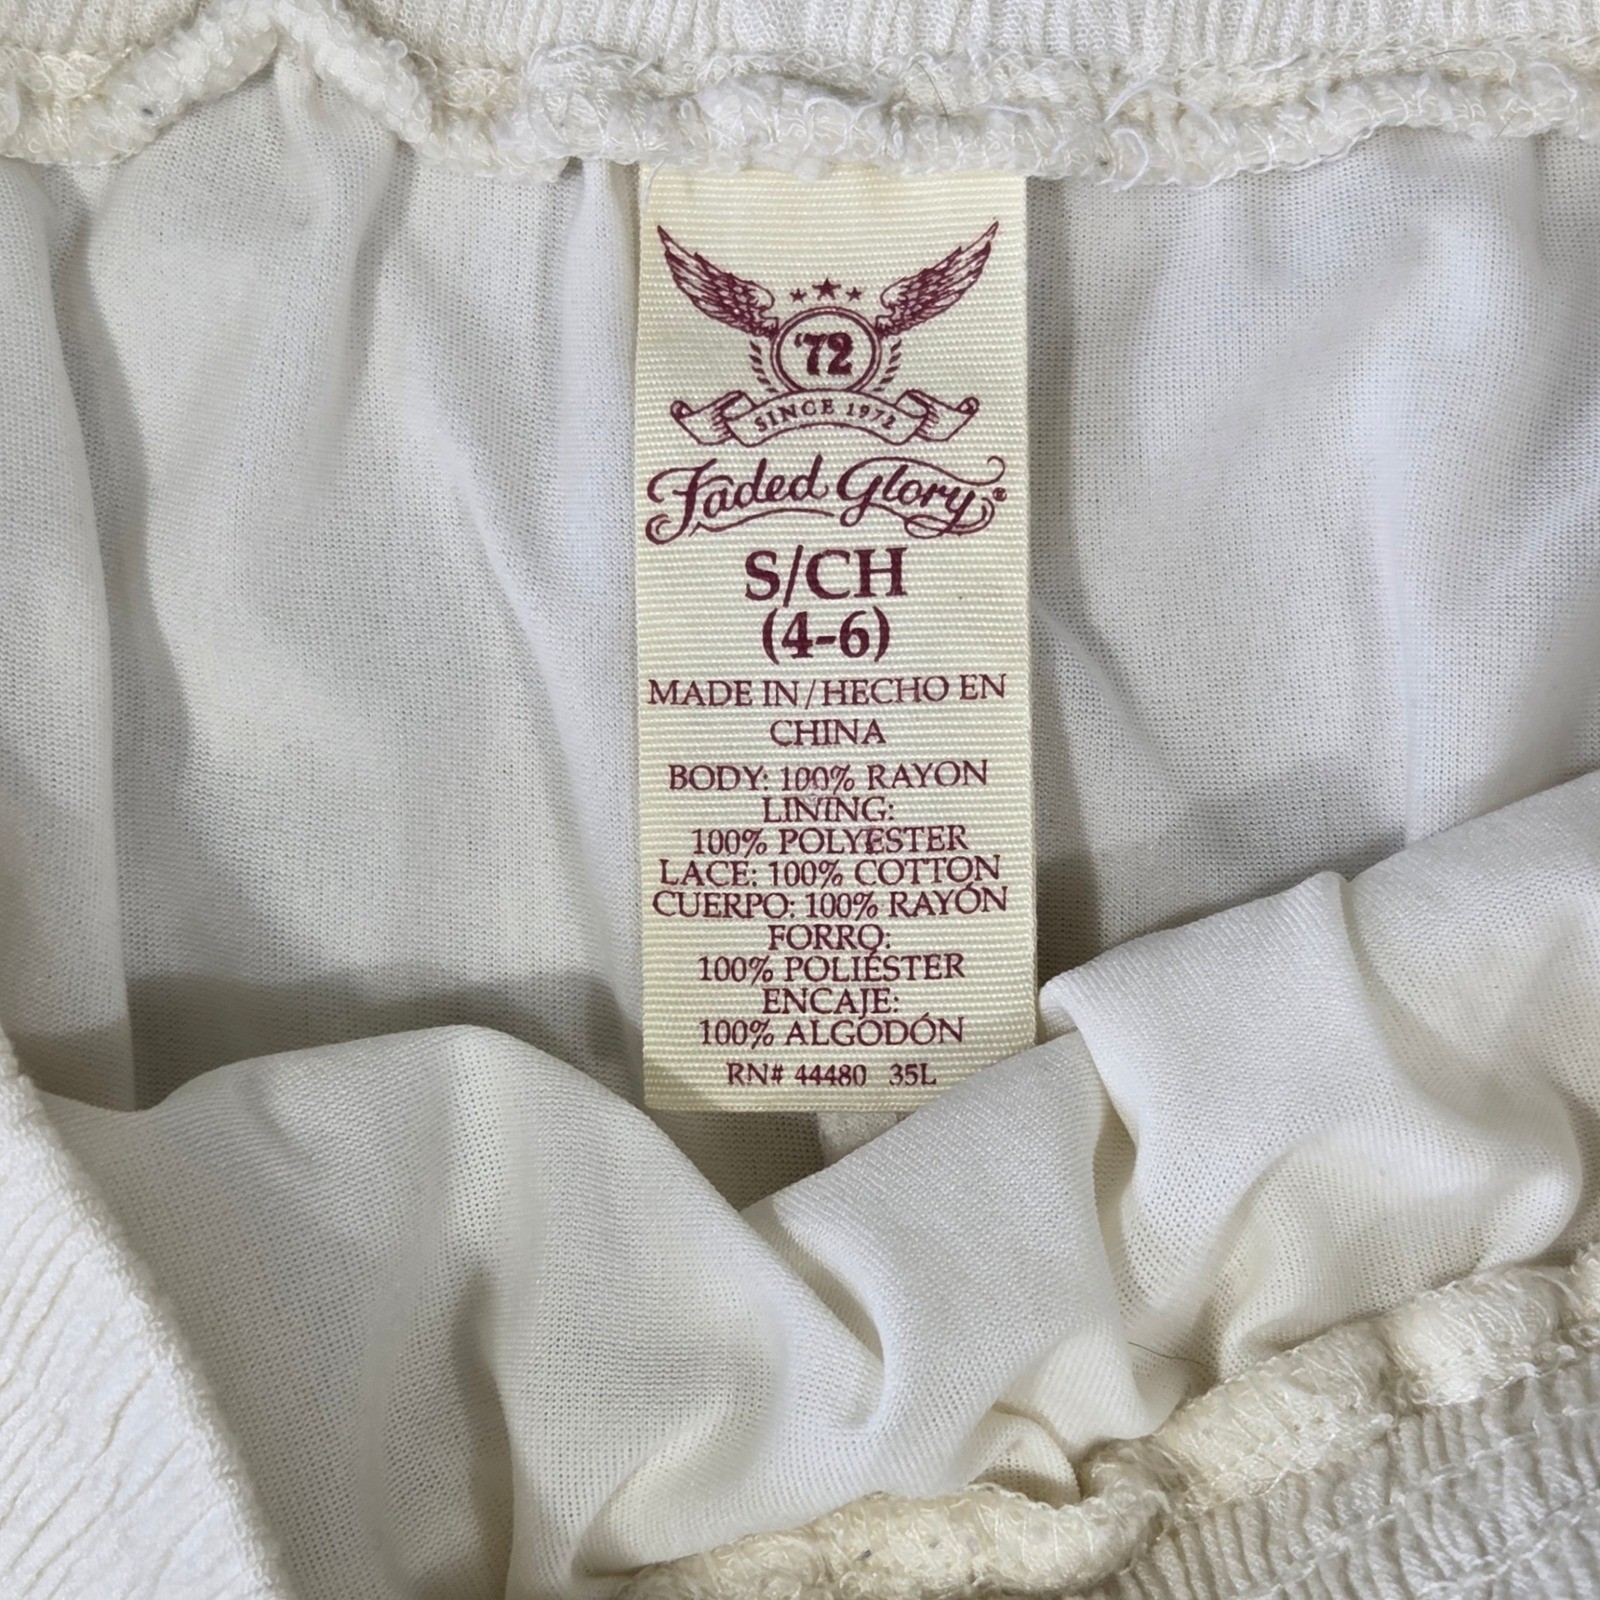 '72
SINCE 1972
Faded Glory®
S/CH
(4-6)
MADE IN/HECHO EN
CHINA
BODY: 100% RAYON
LINING:
100% POLYESTER
LACE: 100% COTTON
CUERPO: 100% RAYÓN
FORRO:
100% POLIÉSTER
ENCAJE:
100% ALGODÓN
RN# 44480 35L